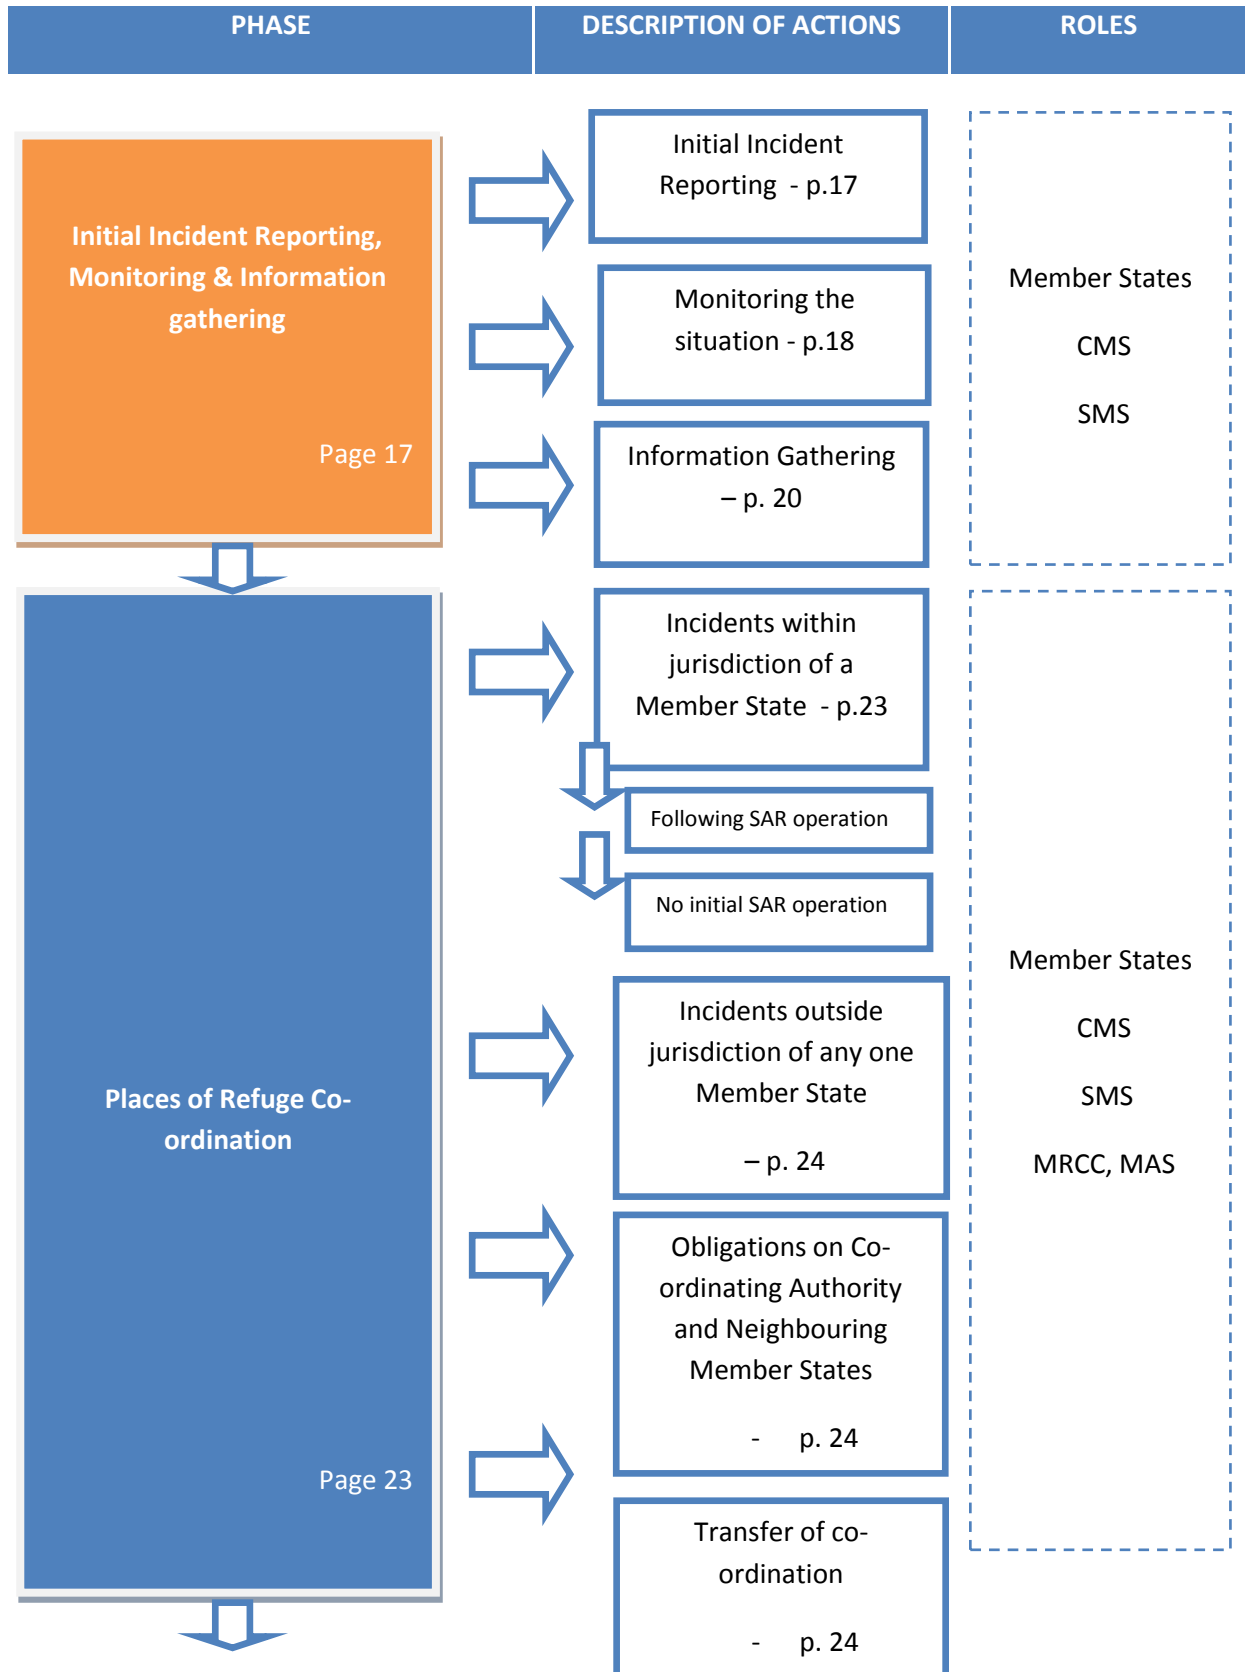 PHASE
DESCRIPTION OF ACTIONS
ROLES
Initial Incident Reporting,
Monitoring & Information
gathering
Page 17
Initial Incident
Reporting - p.17
Monitoring the
situation - p.18
Information Gathering
– p. 20
Member States
CMS
SMS
Places of Refuge Co-
ordination
Page 23
Incidents within
jurisdiction of a
Member State - p.23
Following SAR operation
No initial SAR operation
Incidents outside
jurisdiction of any one
Member State
– p. 24
Obligations on Co-
ordinating Authority
and Neighbouring
Member States
- p. 24
Transfer of co-
ordination
- p. 24
Member States
CMS
SMS
MRCC, MAS